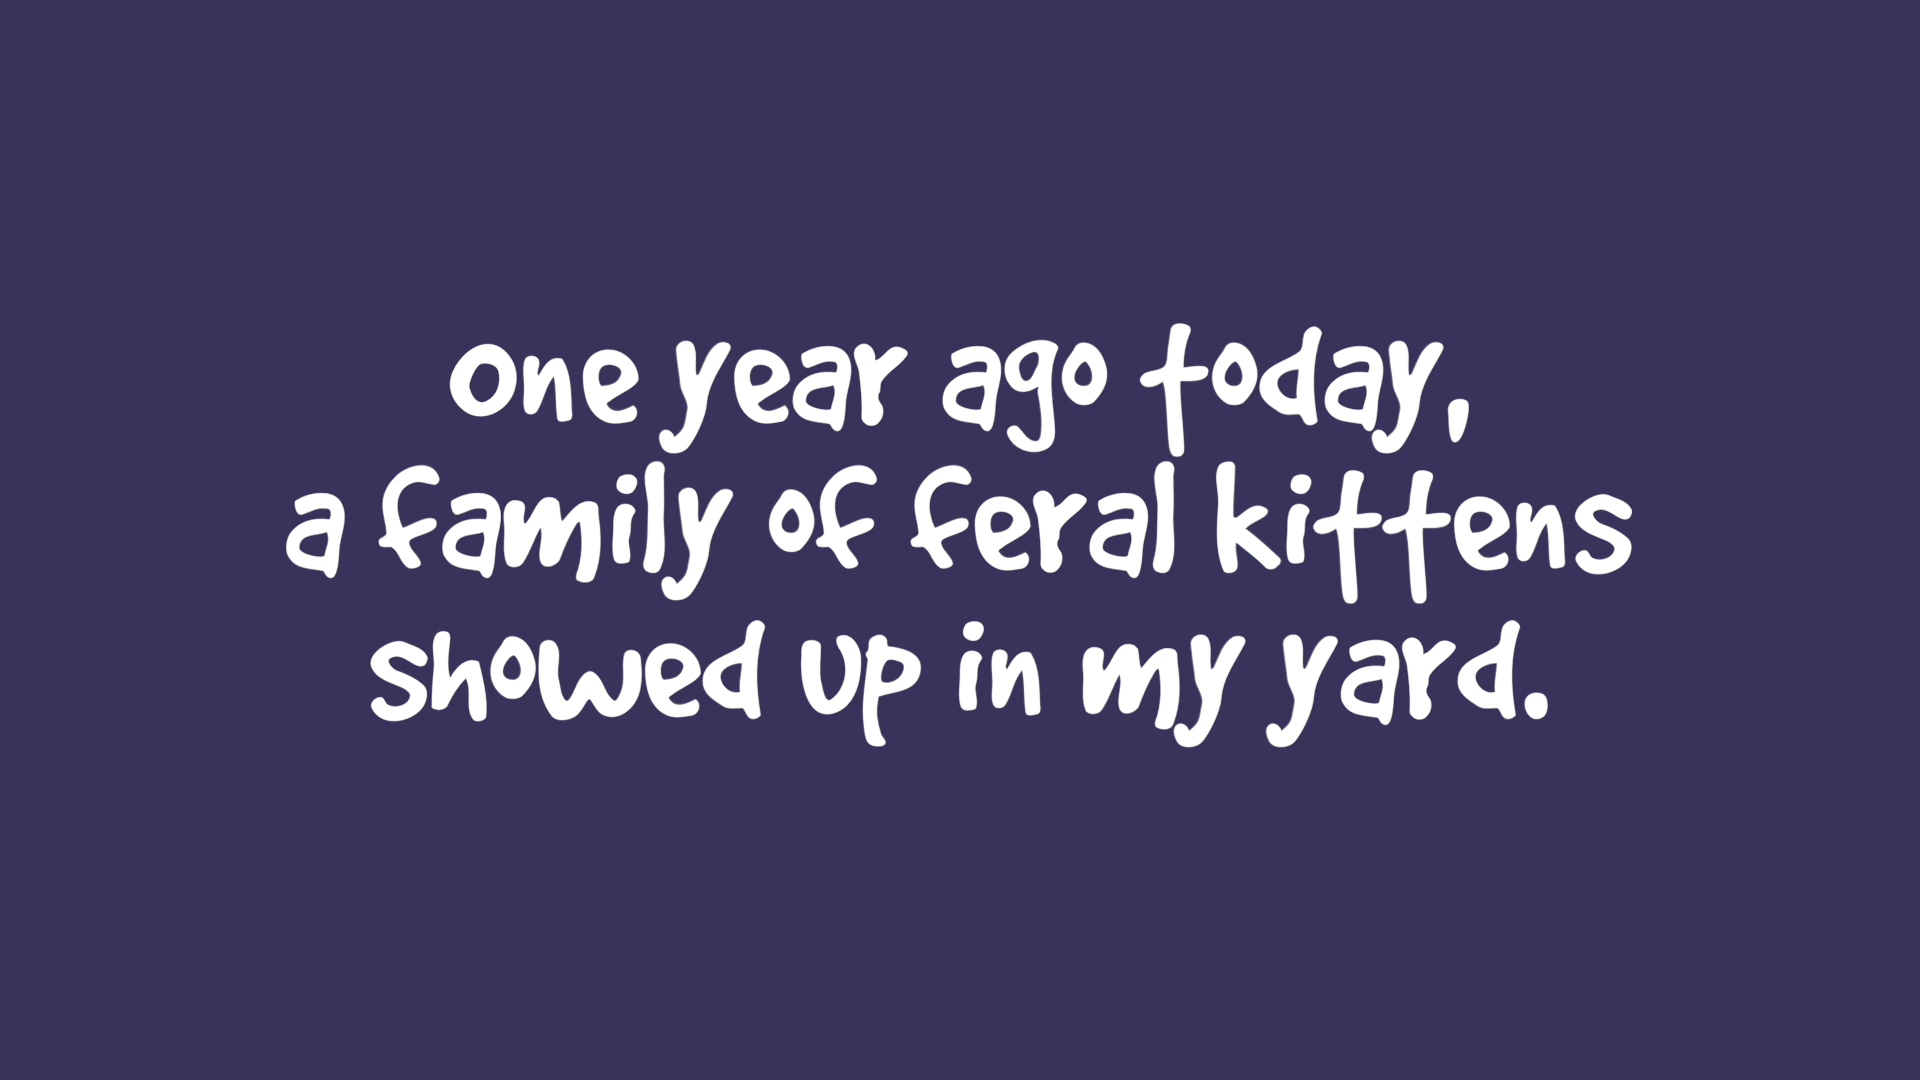 one year ago today,
a family of feral kittens
showed up in my yard.